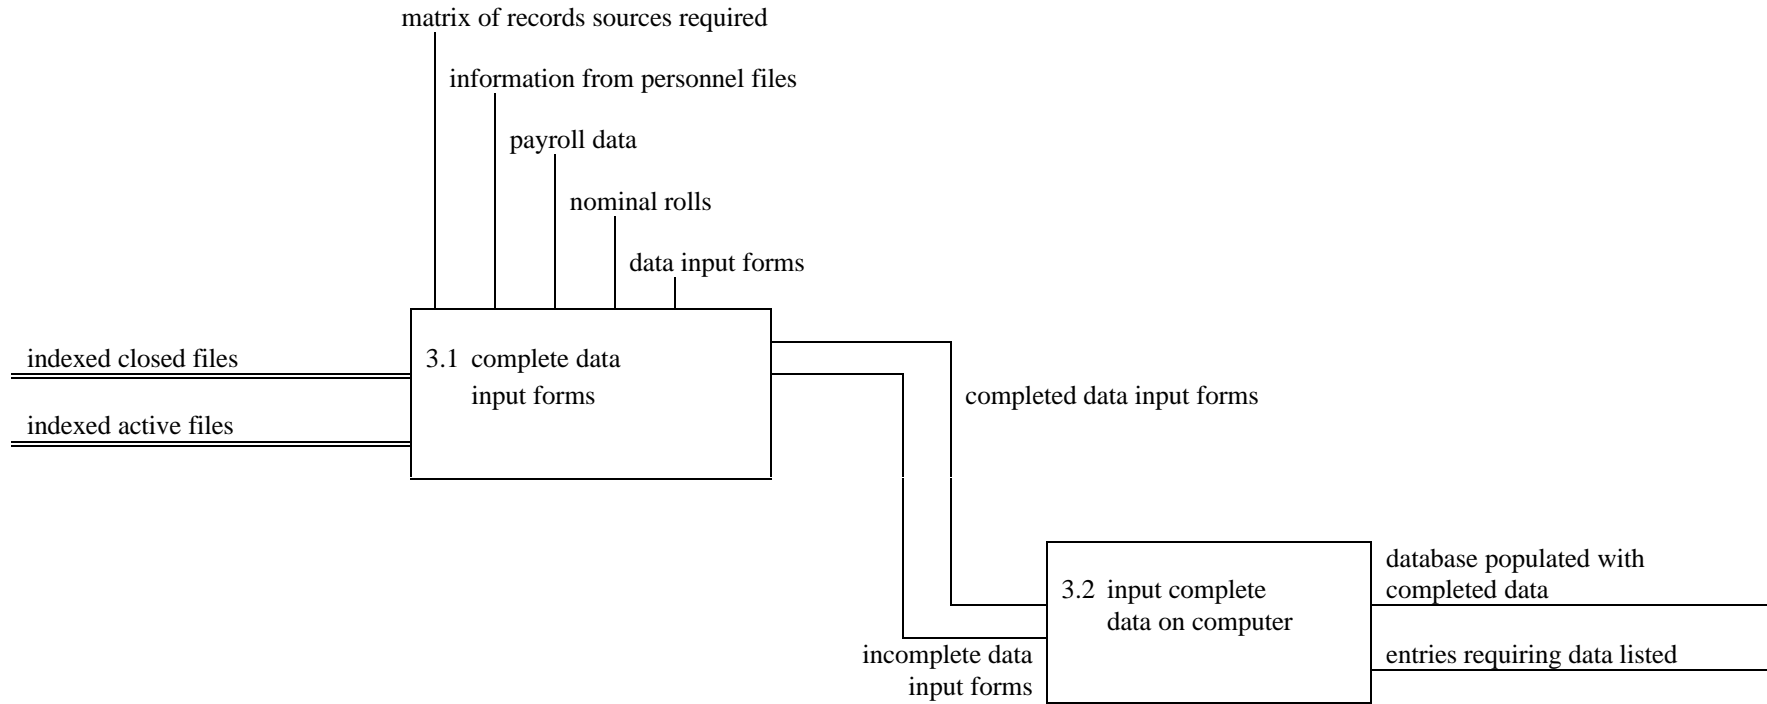 matrix of records sources required
information from personnel files
payroll data
nominal rolls
data input forms
indexed closed files
3.1 complete data
input forms
completed data input forms
indexed active files
database populated with
completed data
3.2 input complete
data on computer
incomplete data
input forms
entries requiring data listed